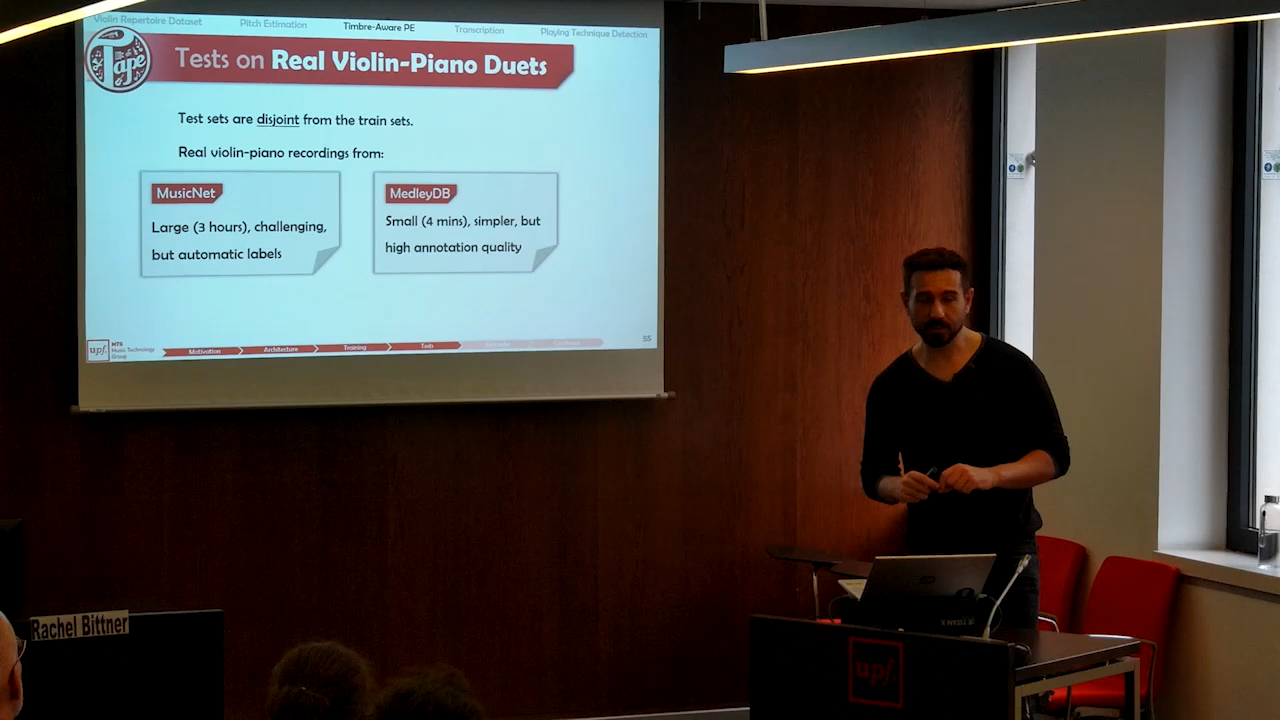 Violin Repertoire Dataset Pitch Estimation Timbre-Aware PE Transcription Playing Technique Detection
Tape
Tests on Real Violin-Piano Duets
Test sets are disjoint from the train sets.
Real violin-piano recordings from:
MusicNet
Large (3 hours), challenging,
but automatic labels
MedleyDB
Small (4 mins), simpler, but
high annotation quality
upf.
MTG
Music Technology
Group
Motivation Architecture Training Tests
55
Rachel Bittner
upf.